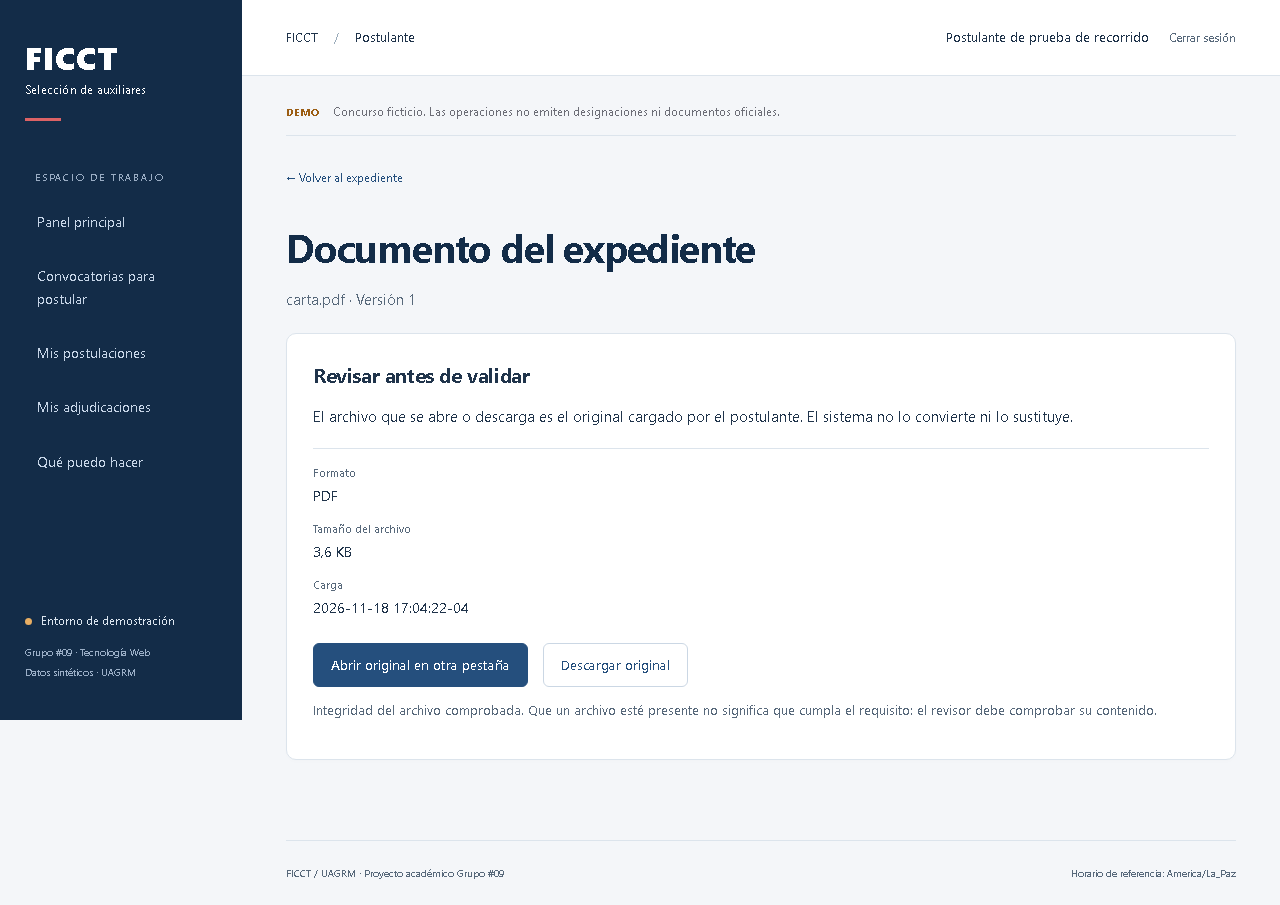 FICCT
Selección de auxiliares
ESPACIO DE TRABAJO
Panel principal
Convocatorias para
postular
Mis postulaciones
Mis adjudicaciones
Qué puedo hacer
Entorno de demostración
Grupo #09 · Tecnología Web
Datos sintéticos · UAGRM
FICCT / Postulante
Postulante de prueba de recorrido Cerrar sesión
DEMO Concurso ficticio. Las operaciones no emiten designaciones ni documentos oficiales.
← Volver al expediente
Documento del expediente
carta.pdf · Versión 1
Revisar antes de validar
El archivo que se abre o descarga es el original cargado por el postulante. El sistema no lo convierte ni lo sustituye.
Formato
PDF
Tamaño del archivo
3,6 KB
Carga
2026-11-18 17:04:22-04
Abrir original en otra pestaña Descargar original
Integridad del archivo comprobada. Que un archivo esté presente no significa que cumpla el requisito: el revisor debe comprobar su contenido.
FICCT / UAGRM · Proyecto académico Grupo #09
Horario de referencia: America/La_Paz